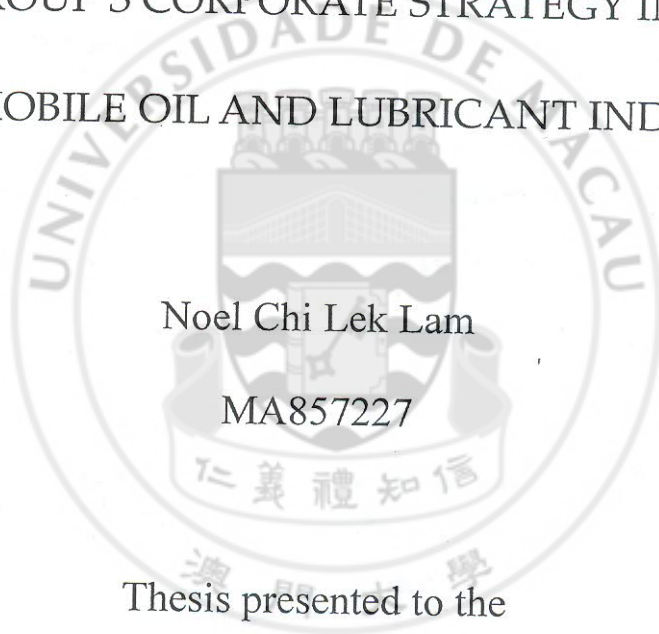 ROUP'S CORPORATE STRATEGY I
MOBILE OIL AND LUBRICANT IND
UNIVERSIDADE DE MACAU
Noel Chi Lek Lam
MA857227
仁義禮知信
澳門大學
Thesis presented to the